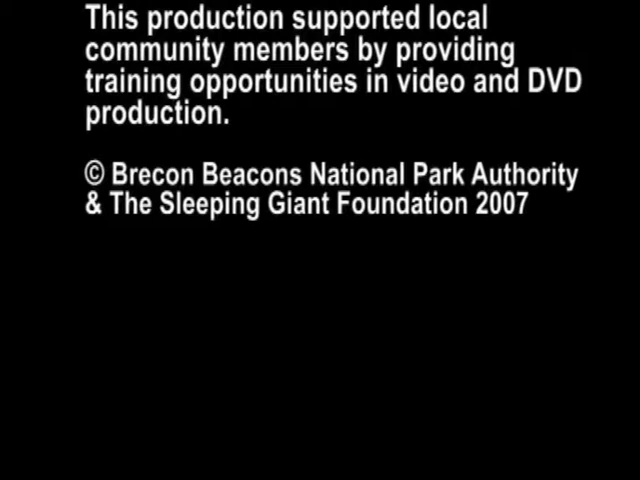 This production supported local
community members by providing
training opportunities in video and DVD
production.
© Brecon Beacons National Park Authority
& The Sleeping Giant Foundation 2007